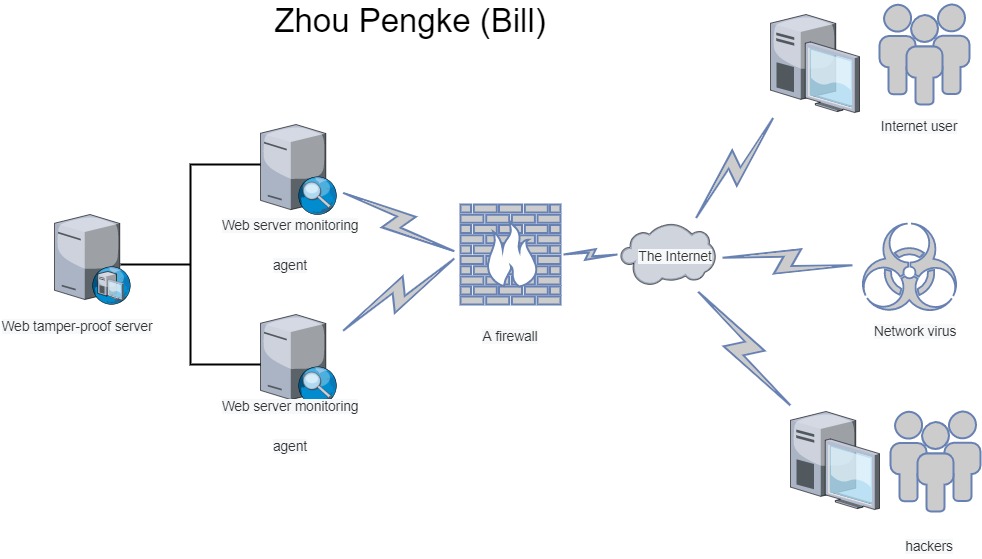 Zhou Pengke (Bill)
Internet user
Web server monitoring
agent
The Internet
Web tamper-proof server
A firewall
Network virus
Web server monitoring
agent
hackers